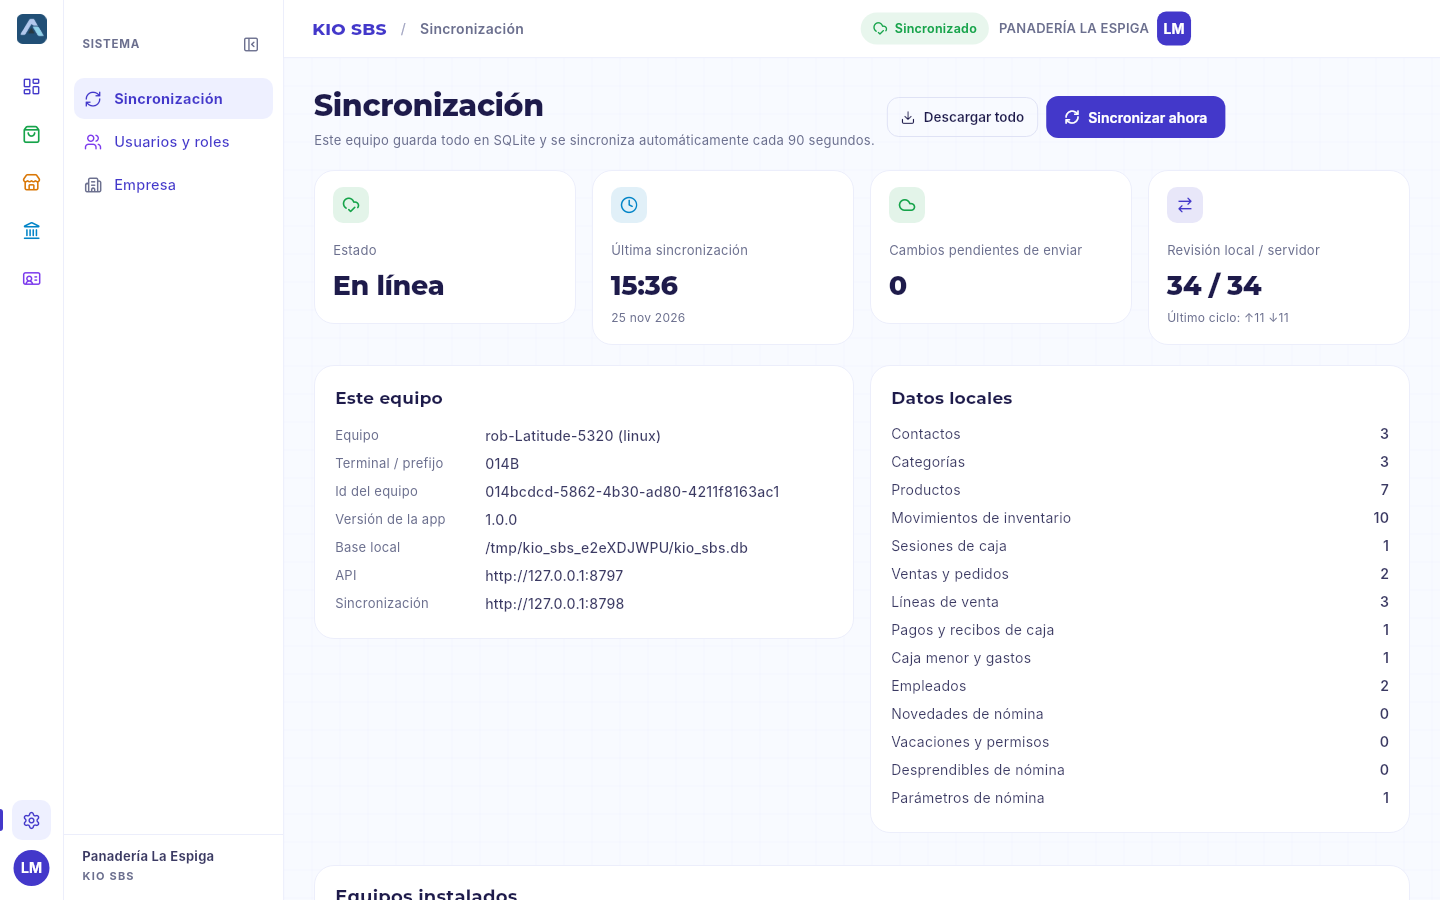 SISTEMA
Sincronización
Usuarios y roles
Empresa
Panadería La Espiga
KIO SBS
LM
KIO SBS / Sincronización
Sincronizado
PANADERÍA LA ESPIGA
LM
Sincronización
Este equipo guarda todo en SQLite y se sincroniza automáticamente cada 90 segundos.
Descargar todo
Sincronizar ahora
Estado
En línea
Última sincronización
15:36
25 nov 2026
Cambios pendientes de enviar
0
Revisión local / servidor
34 / 34
Último ciclo: ↑11 ↓11
Este equipo
Equipo rob-Latitude-5320 (linux)
Terminal / prefijo 014B
Id del equipo 014bcdcd-5862-4b30-ad80-4211f8163ac1
Versión de la app 1.0.0
Base local /tmp/kio_sbs_e2eXDJWPU/kio_sbs.db
API http://127.0.0.1:8797
Sincronización http://127.0.0.1:8798
Datos locales
Contactos 3
Categorías 3
Productos 7
Movimientos de inventario 10
Sesiones de caja 1
Ventas y pedidos 2
Líneas de venta 3
Pagos y recibos de caja 1
Caja menor y gastos 1
Empleados 2
Novedades de nómina 0
Vacaciones y permisos 0
Desprendibles de nómina 0
Parámetros de nómina 1
Equipos instalados